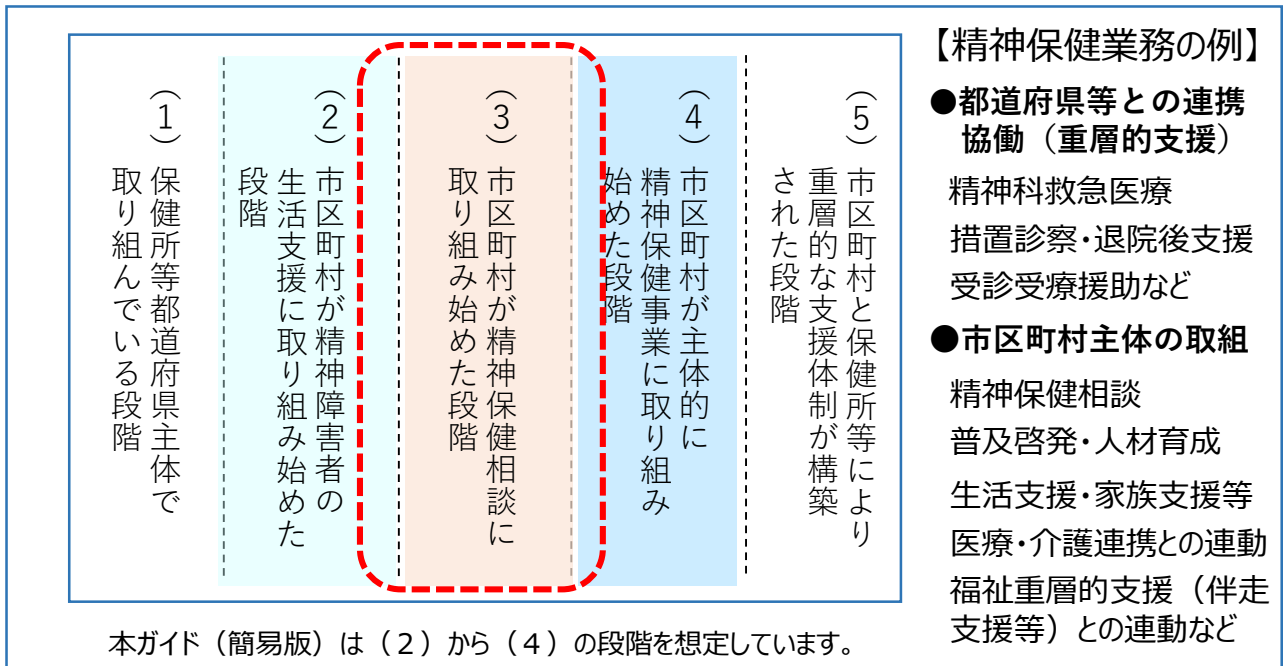 （１）保健所等都道府県主体で
取り組んでいる段階
（２）市区町村が精神障害者の
生活支援に取り組み始めた
段階
（３）市区町村が精神保健相談に
取り組み始めた段階
（４）市区町村が主体的に
精神保健事業に取り組み
始めた段階
（５）市区町村と保健所等により
重層的な支援体制が構築
された段階
本ガイド（簡易版）は（２）から（４）の段階を想定しています。
【精神保健業務の例】
●都道府県等との連携
協働（重層的支援）
精神科救急医療
措置診察・退院後支援
受診受療援助など
●市区町村主体の取組
精神保健相談
普及啓発・人材育成
生活支援・家族支援等
医療・介護連携との連動
福祉重層的支援（伴走
支援等）との連動など